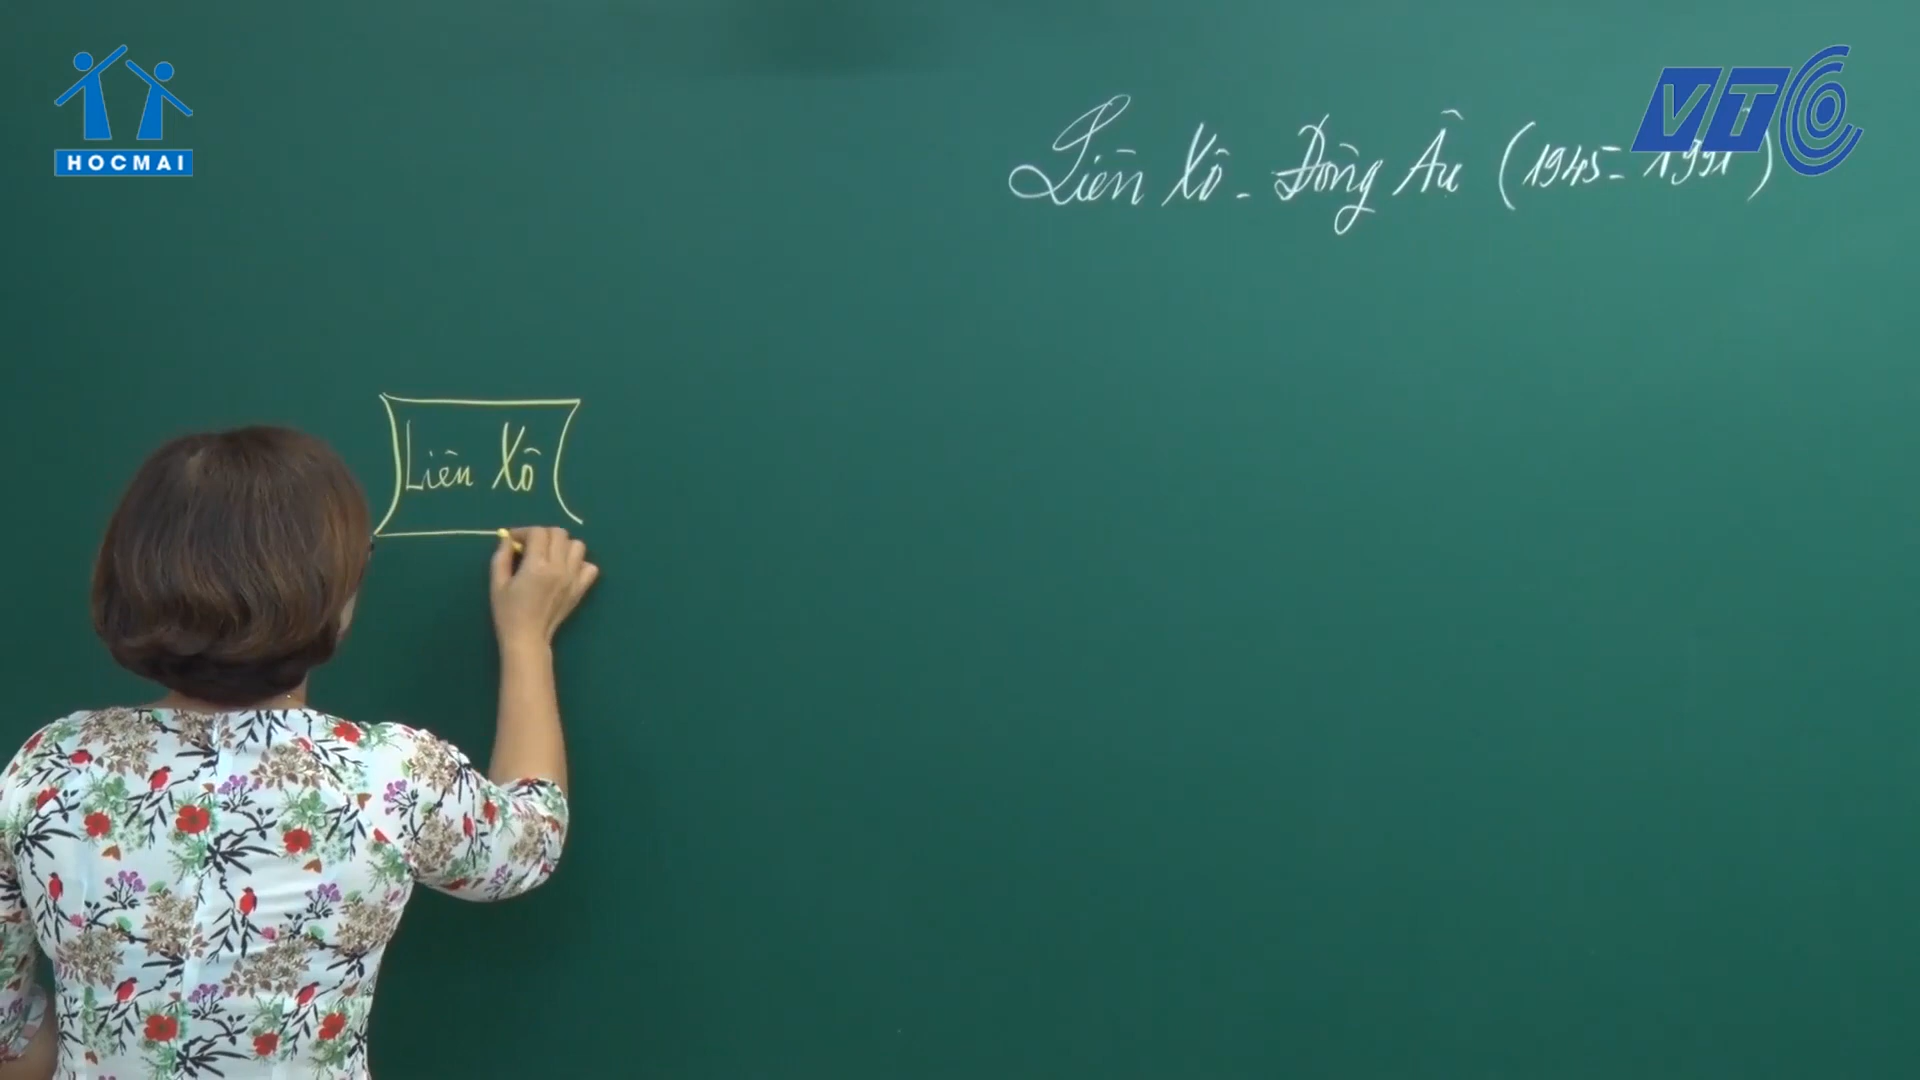 HOCMAI
VTC
Liên Xô - Đông Âu (1945 - 1991)
Liên Xô